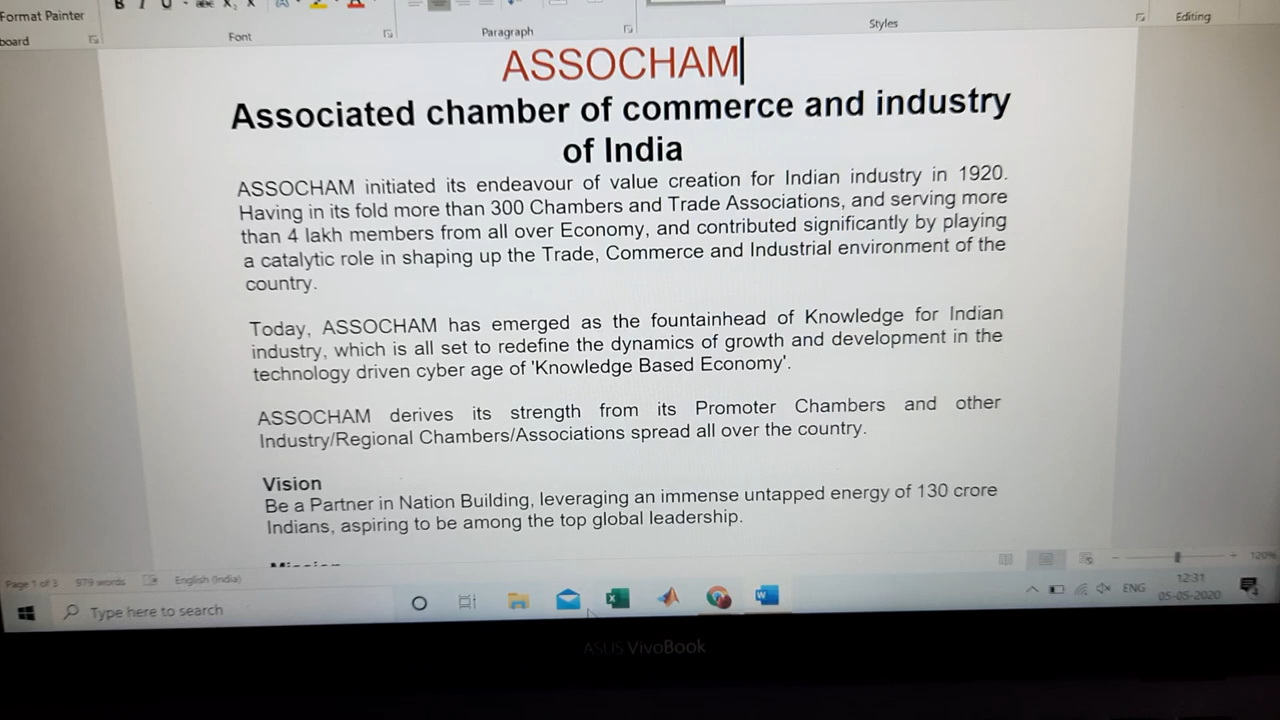 Format Painter
board
Font
Paragraph
Styles
Editing
ASSOCHAM
Associated chamber of commerce and industry
of India
ASSOCHAM initiated its endeavour of value creation for Indian industry in 1920.
Having in its fold more than 300 Chambers and Trade Associations, and serving more
than 4 lakh members from all over Economy, and contributed significantly by playing
a catalytic role in shaping up the Trade, Commerce and Industrial environment of the
country.
Today, ASSOCHAM has emerged as the fountainhead of Knowledge for Indian
industry, which is all set to redefine the dynamics of growth and development in the
technology driven cyber age of 'Knowledge Based Economy'.
ASSOCHAM derives its strength from its Promoter Chambers and other
Industry/Regional Chambers/Associations spread all over the country.
Vision
Be a Partner in Nation Building, leveraging an immense untapped energy of 130 crore
Indians, aspiring to be among the top global leadership.
Page 1 of 3 979 words English (India) 120%
Type here to search
ENG 12:31
05-05-2020
ASUS VivoBook